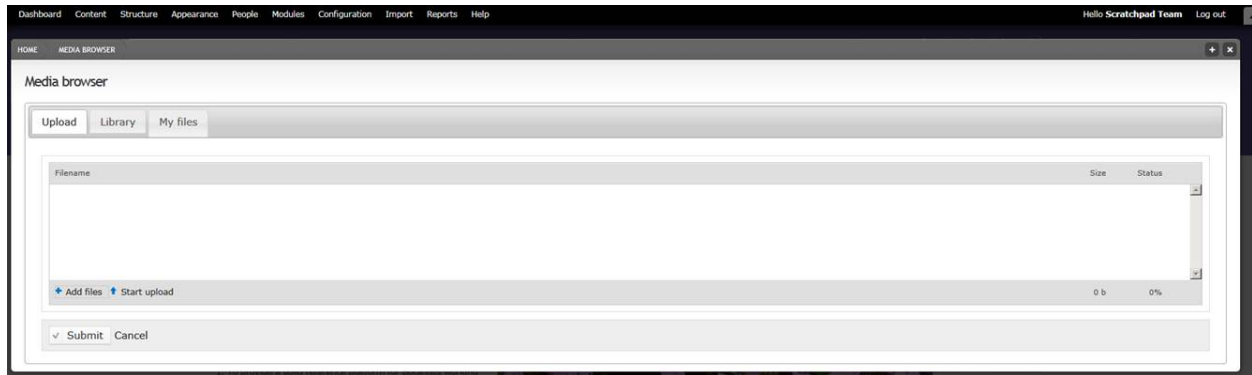 Dashboard Content Structure Appearance People Modules Configuration Import Reports Help Hello Scratchpad Team Log out
HOME MEDIA BROWSER
Media browser
Upload Library My files
Filename Size Status
Add files Start upload 0 b 0%
Submit Cancel